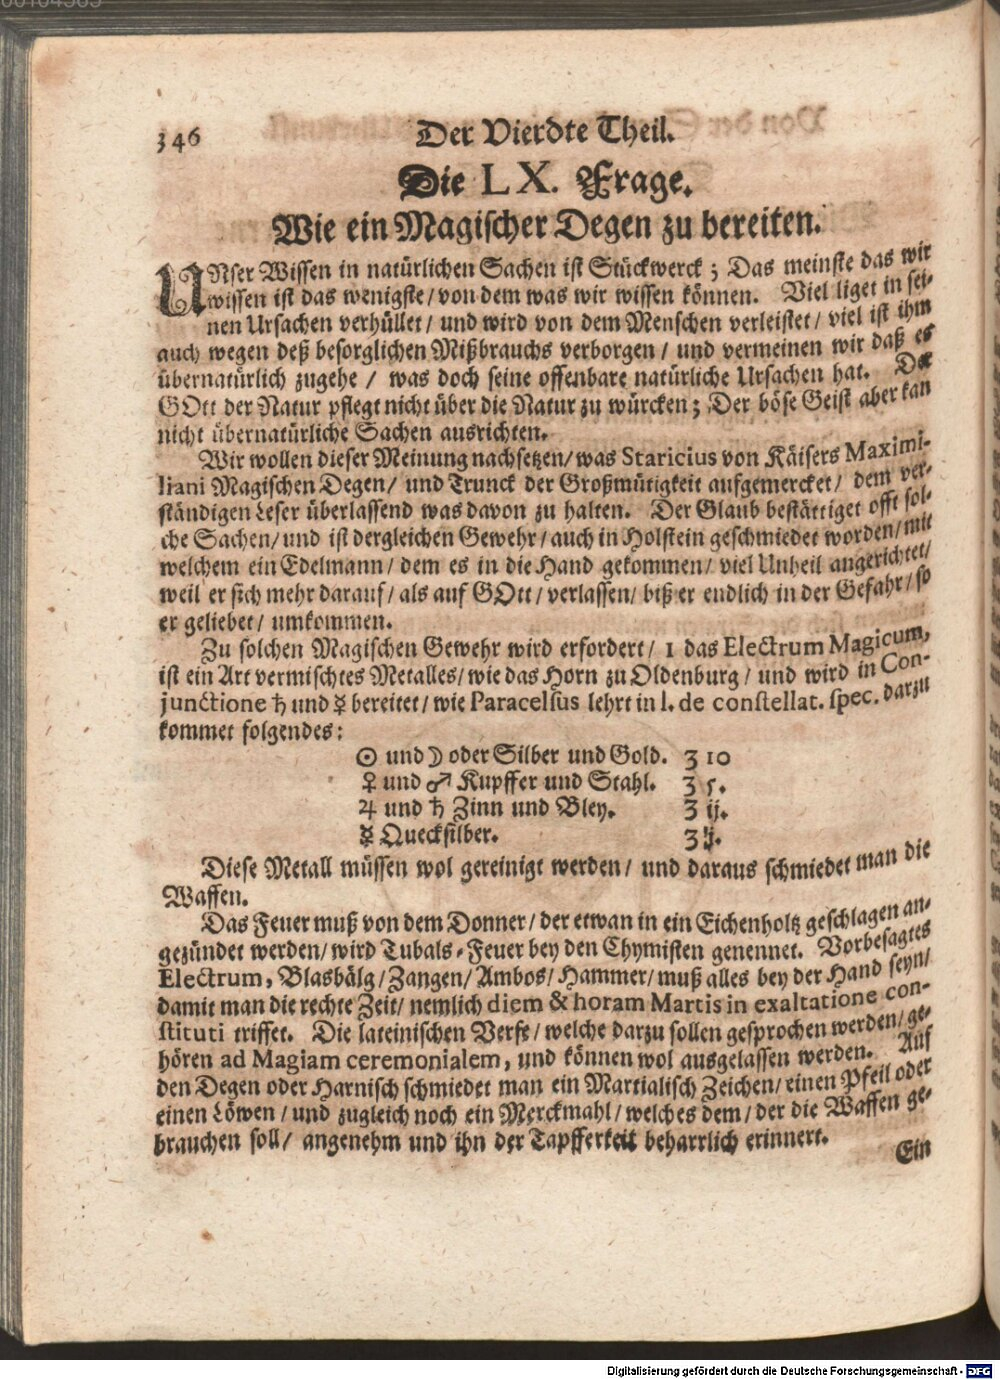 00104585
346 Der Vierdte Theil.
Die LX. Frage.
Wie ein Magischer Degen zu bereiten.
UNser Wissen in natürlichen Sachen ist Stückwerck; Das meinste das wir
wissen ist das wenigste/ von dem was wir wissen können. Viel liget in sei-
nen Ursachen verhüllet/ und wird von dem Menschen verleistet/ viel ist ihm
auch wegen deß besorglichen Mißbrauchs verborgen/ und vermeinen wir daß es
übernatürlich zugehe/ was doch seine offenbare natürliche Ursachen hat. Der
GOtt der Natur pflegt nicht über die Natur zu würcken; Der böse Geist aber kan
nicht übernatürliche Sachen ausrichten.
Wir wollen dieser Meinung nachsetzen/ was Staricius von Käisers Maximi-
liani Magischen Degen/ und Trunck der Großmütigkeit aufgemercket/ dem ver-
ständigen Leser überlassend was davon zu halten. Der Glaub bestättiget offt sol-
che Sachen/ und ist dergleichen Gewehr/ auch in Holstein geschmiedet worden/ mit
welchem ein Edelmann/ dem es in die Hand gekommen/ viel Unheil angerichtet/
weil er sich mehr darauf/ als auf GOtt/ verlassen/ biß er endlich in der Gefahr/ so
er geliebet/ umkommen.
Zu solchen Magischen Gewehr wird erfordert/ 1 das Electrum Magicum,
ist ein Art vermischtes Metalles/ wie das Horn zu Oldenburg/ und wird in Con-
junctione ♄ und ☿ bereitet/ wie Paracelsus lehrt in l. de constellat. spec. darzu
kommet folgendes:
☉ und ☽ oder Silber und Gold. ʒ 10
♀ und ♂ Kupffer und Stahl. ʒ 5.
♃ und ♄ Zinn und Bley. ʒ ij.
☿ Quecksilber. ʒ ij.
Diese Metall müssen wol gereinigt werden/ und daraus schmiedet man die
Waffen.
Das Feuer muß von dem Donner/ der etwan in ein Eichenholtz geschlagen an-
gezündet werden/ wird Tubals-Feuer bey den Chymisten genennet. Vorbesagtes
Electrum, Blasbälg/ Zangen/ Ambos/ Hammer/ muß alles bey der Hand seyn/
damit man die rechte Zeit/ nemlich diem & horam Martis in exaltatione con-
stituti triffet. Die lateinischen Verse/ welche darzu sollen gesprochen werden/ ge-
hören ad Magiam ceremonialem, und können wol ausgelassen werden. Auf
den Degen oder Harnisch schmiedet man ein Martialisch Zeichen/ einen Pfeil oder
einen Löwen/ und zugleich noch ein Merckmahl/ welches dem/ der die Waffen ge-
brauchen soll/ angenehm und ihn der Tapfferkeit beharrlich erinnert.
Ein
Digitalisierung gefördert durch die Deutsche Forschungsgemeinschaft - DFG